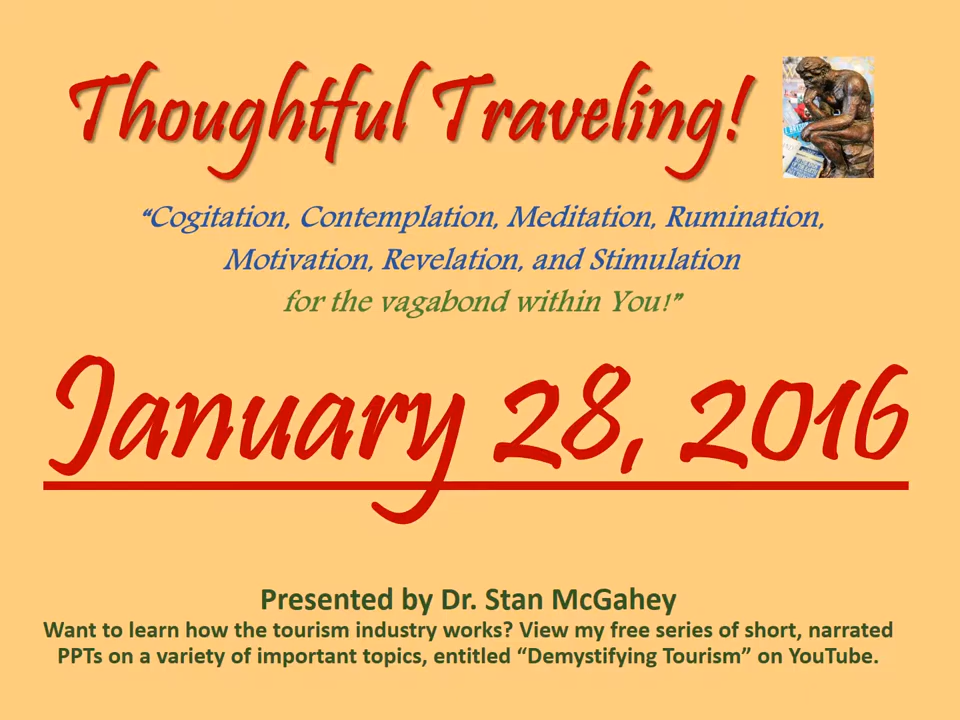 Thoughtful Traveling!
“Cogitation, Contemplation, Meditation, Rumination,
Motivation, Revelation, and Stimulation
for the vagabond within You!”
January 28, 2016
Presented by Dr. Stan McGahey
Want to learn how the tourism industry works? View my free series of short, narrated
PPTs on a variety of important topics, entitled “Demystifying Tourism” on YouTube.